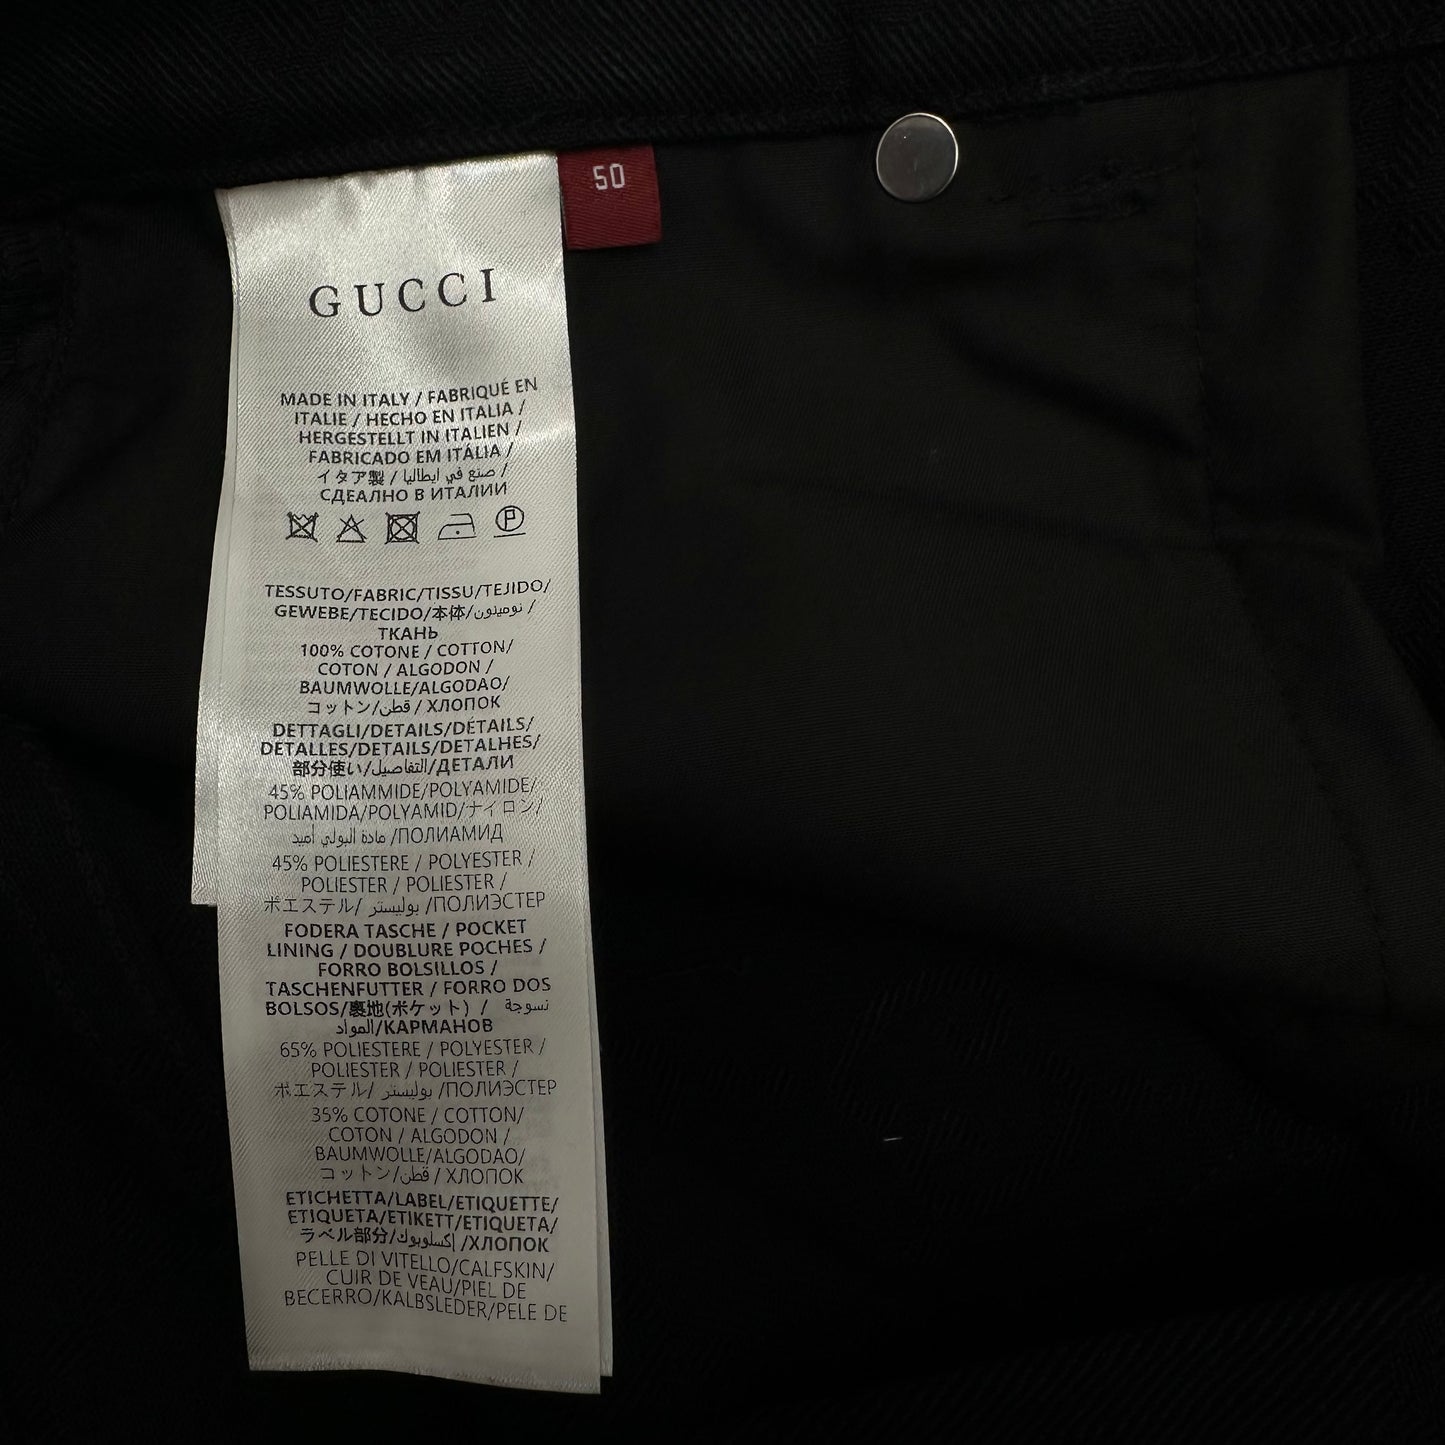 50
GUCCI
MADE IN ITALY / FABRIQUÉ EN
ITALIE / HECHO EN ITALIA /
HERGESTELLT IN ITALIEN /
FABRICADO EM ITÁLIA /
イタア製 / صنع في ايطاليا /
СДЕАЛНО В ИТАЛИИ
P
TESSUTO/FABRIC/TISSU/TEJIDO/
GEWEBE/TECIDO/本体/نوميتون /
ТКАНЬ
100% COTONE / COTTON/
COTON / ALGODON /
BAUMWOLLE/ALGODAO/
コットン/قطن / ХЛОПОК
DETTAGLI/DETAILS/DÉTAILS/
DETALLES/DETAILS/DETALHES/
部分使い/التفاصيل/ДЕТАЛИ
45% POLIAMMIDE/POLYAMIDE/
POLIAMIDA/POLYAMID/ナイロン/
مادة البولي أميد /ПОЛИАМИД
45% POLIESTERE / POLYESTER /
POLIESTER / POLIESTER /
ポエステル/ بوليستر /ПОЛИЭСТЕР
FODERA TASCHE / POCKET
LINING / DOUBLURE POCHES /
FORRO BOLSILLOS /
TASCHENFUTTER / FORRO DOS
BOLSOS/裏地(ポケット) / نسوجة
المواد/КАРМАНОВ
65% POLIESTERE / POLYESTER /
POLIESTER / POLIESTER /
ポエステル/ بوليستر /ПОЛИЭСТЕР
35% COTONE / COTTON/
COTON / ALGODON /
BAUMWOLLE/ALGODAO/
コットン/قطن / ХЛОПОК
ETICHETTA/LABEL/ETIQUETTE/
ETIQUETA/ETIKETT/ETIQUETA/
ラベル部分/إكسلوبوك /ХЛОПОК
PELLE DI VITELLO/CALFSKIN/
CUIR DE VEAU/PIEL DE
BECERRO/KALBSLEDER/PELE DE